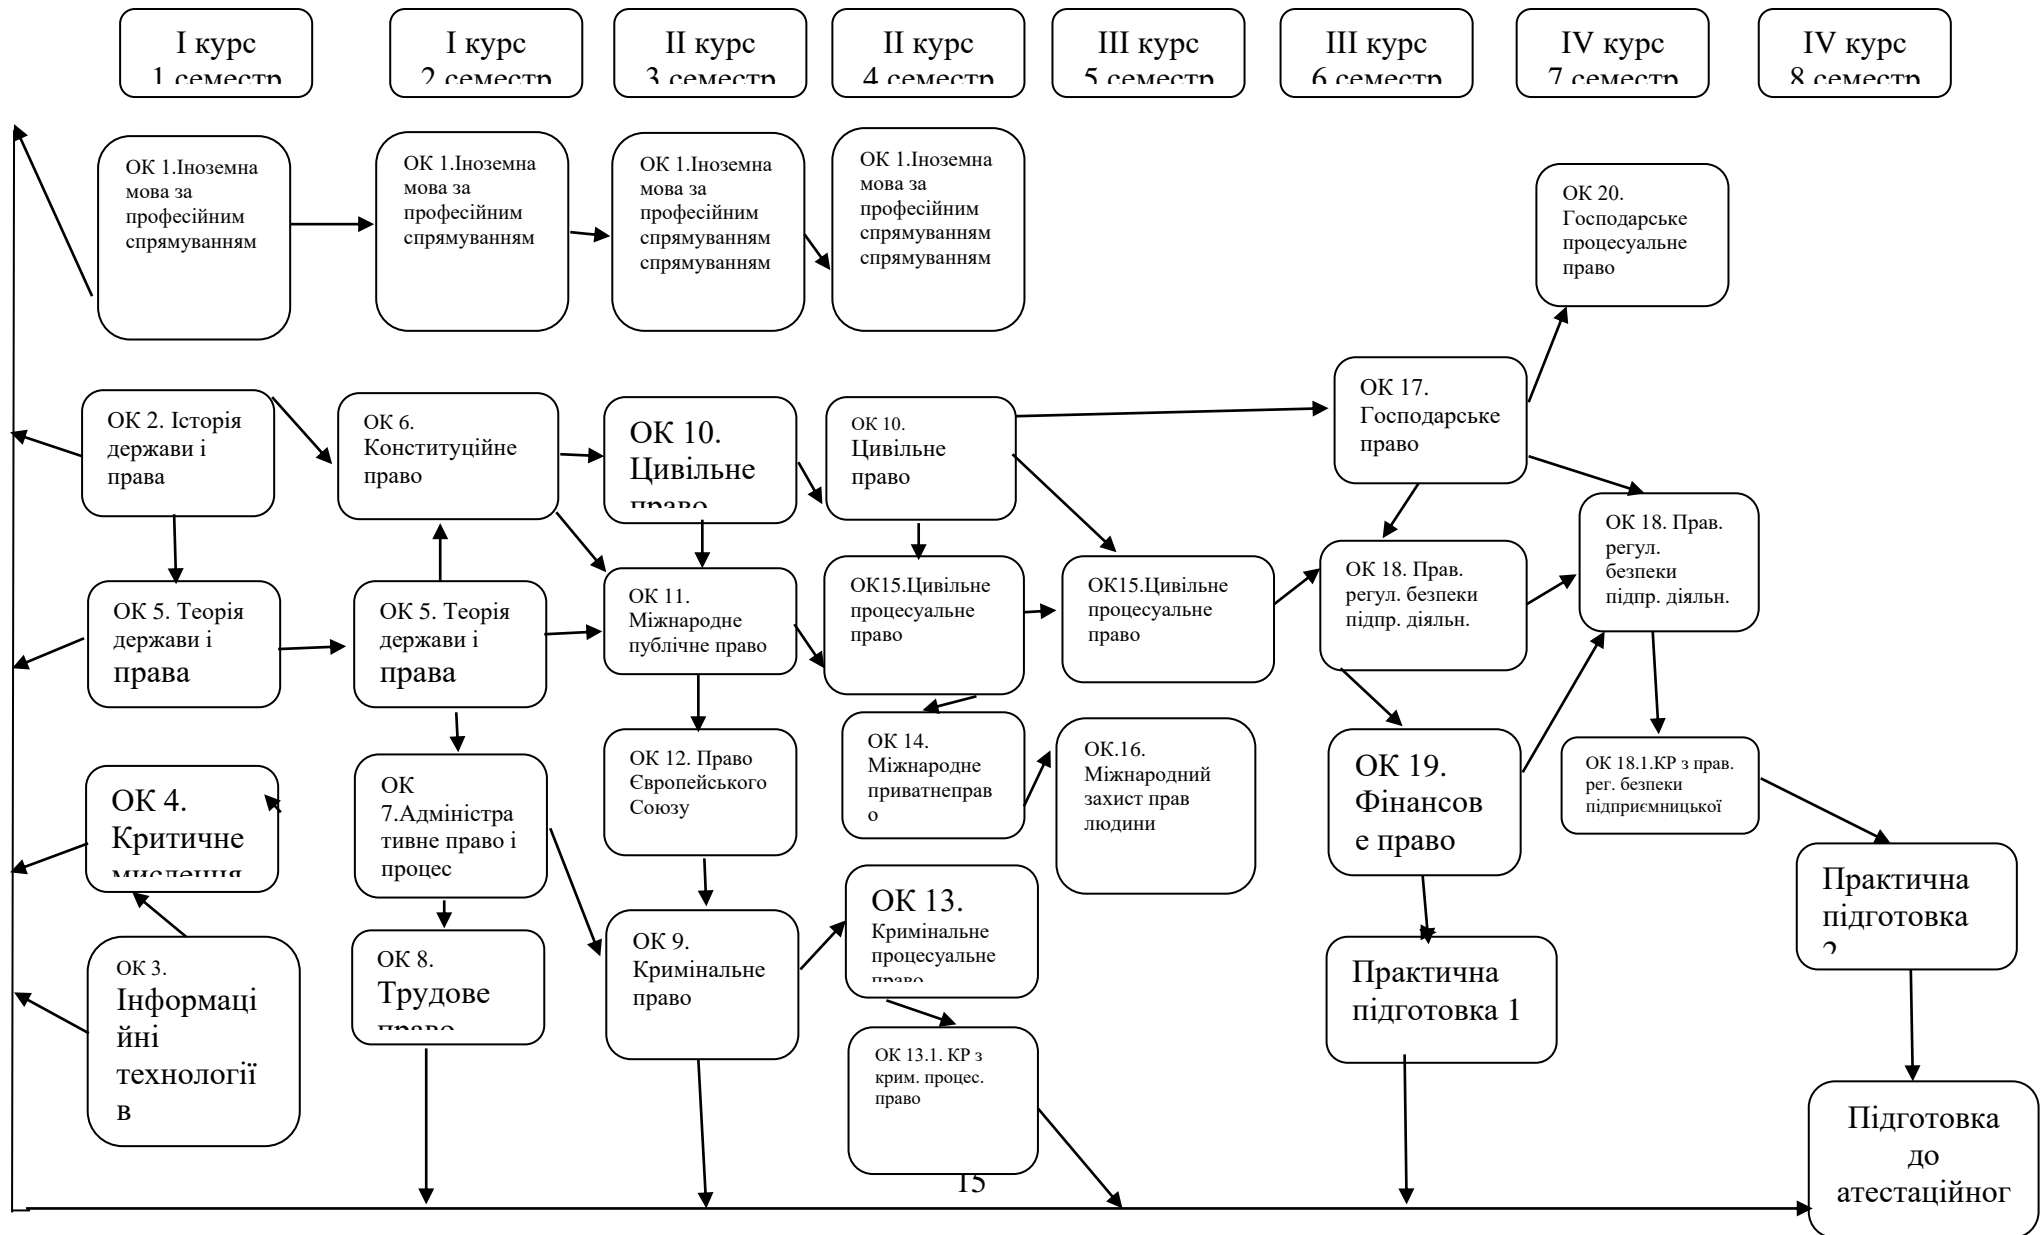 І курс
1 семестр
І курс
2 семестр
ІІ курс
3 семестр
ІІ курс
4 семестр
ІІІ курс
5 семестр
ІІІ курс
6 семестр
IV курс
7 семестр
IV курс
8 семестр
ОК 1.Іноземна
мова за
професійним
спрямуванням
ОК 1.Іноземна
мова за
професійним
спрямуванням
ОК 1.Іноземна
мова за
професійним
спрямуванням
спрямуванням
ОК 1.Іноземна
мова за
професійним
спрямуванням
спрямуванням
ОК 20.
Господарське
процесуальне
право
ОК 2. Історія
держави і
права
ОК 6.
Конституційне
право
ОК 10.
Цивільне
право
ОК 10.
Цивільне
право
ОК 17.
Господарське
право
ОК 5. Теорія
держави і
права
ОК 5. Теорія
держави і
права
ОК 11.
Міжнародне
публічне право
ОК15.Цивільне
процесуальне
право
ОК15.Цивільне
процесуальне
право
ОК 18. Прав.
регул. безпеки
підпр. діяльн.
ОК 18. Прав.
регул.
безпеки
підпр. діяльн.
ОК 4.
Критичне
мислення
ОК
7.Адміністра
тивне право і
процес
ОК 12. Право
Європейського
Союзу
ОК 14.
Міжнародне
приватнеправ
о
ОК.16.
Міжнародний
захист прав
людини
ОК 19.
Фінансов
е право
ОК 18.1.КР з прав.
рег. безпеки
підприємницької
ОК 3.
Інформаці
йні
технології
в
ОК 8.
Трудове
право
ОК 9.
Кримінальне
право
ОК 13.
Кримінальне
процесуальне
право
Практична
підготовка 1
Практична
підготовка
2
ОК 13.1. КР з
крим. процес.
право
Підготовка
до
атестаційног
15